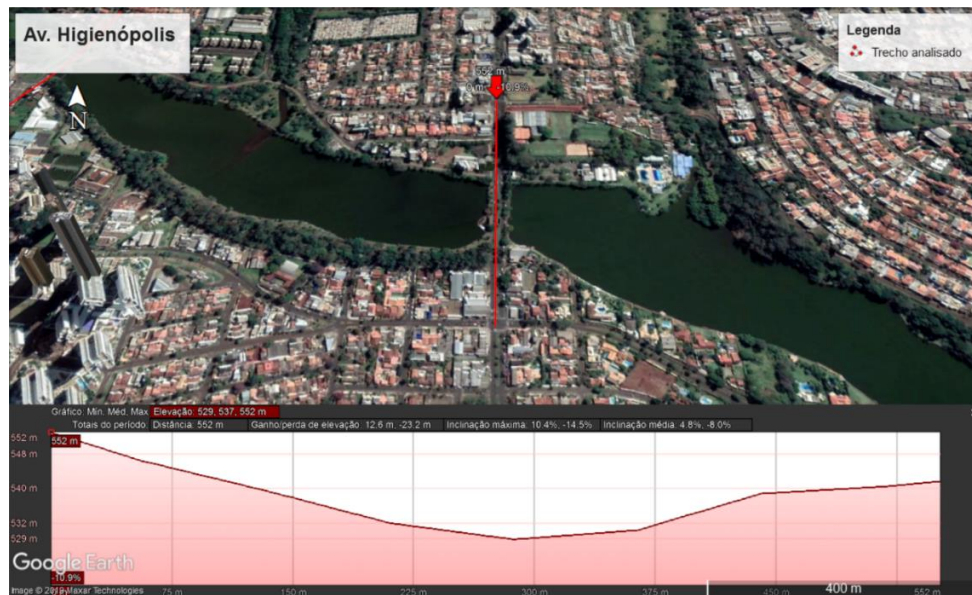 Av. Higienópolis
Legenda
Trecho analisado
N
Gráfico: Mín. Méd, Max Elevação: 529, 537, 552 m
Totais do período: Distância: 552 m Ganho/perda de elevação: 12,6 m, -23,2 m Inclinação máxima: 10.4%, -14.5% Inclinação média: 4.8%, -8.0%
552 m
552 m
548 m
540 m
532 m
529 m
Google Earth
-10.9%
Image © 2019 Maxar Technologies
75 m 150 m 225 m 300 m 375 m 450 m 552 m
400 m